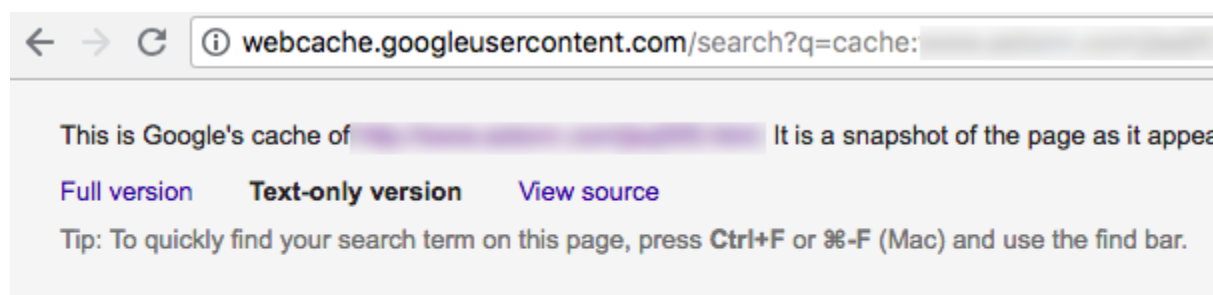 webcache.googleusercontent.com/search?q=cache:
This is Google's cache of It is a snapshot of the page as it
Full version Text-only version View source
Tip: To quickly find your search term on this page, press Ctrl+F or ⌘-F (Mac) and use the find bar.